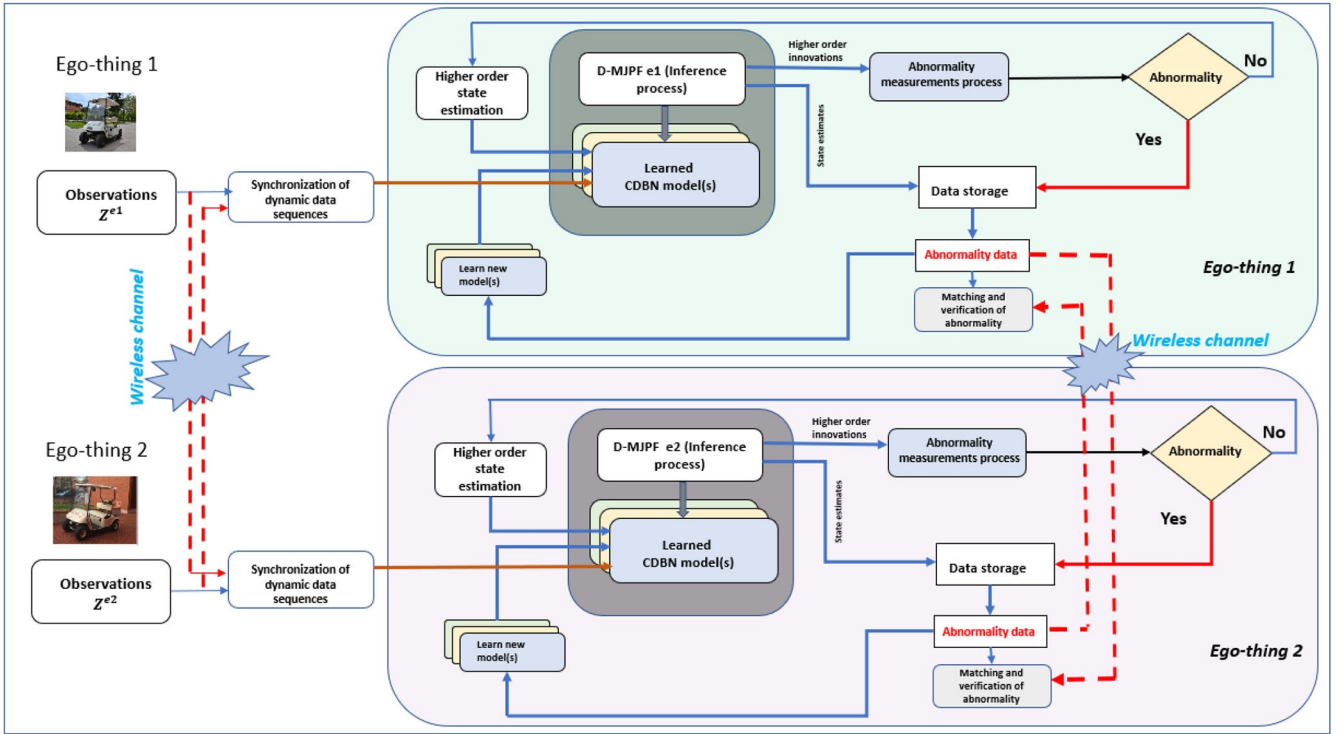 Ego-thing 1
Observations
Z^{e1}
Synchronization of
dynamic data
sequences
Higher order
state
estimation
D-MJPF e1 (Inference
process)
Learned
CDBN model(s)
Learn new
model(s)
Higher order
innovations
State estimates
Abnormality
measurements process
Abnormality
No
Yes
Data storage
Abnormality data
Matching and
verification of
abnormality
Ego-thing 1
Wireless channel
Wireless channel
Ego-thing 2
Observations
Z^{e2}
Synchronization of
dynamic data
sequences
Higher order
state
estimation
D-MJPF e2 (Inference
process)
Learned
CDBN model(s)
Learn new
model(s)
Higher order
innovations
State estimates
Abnormality
measurements process
Abnormality
No
Yes
Data storage
Abnormality data
Matching and
verification of
abnormality
Ego-thing 2